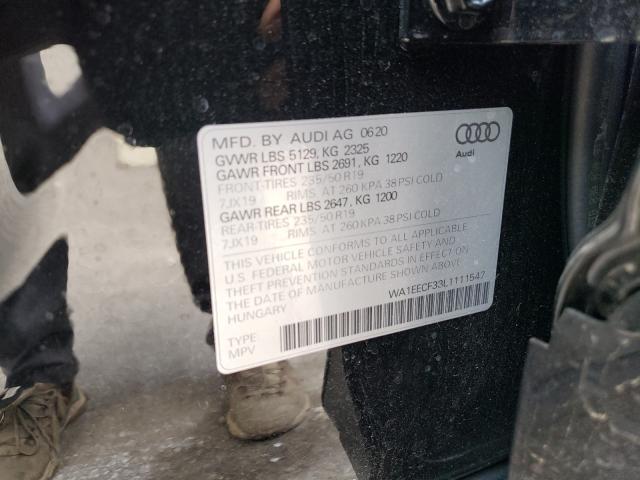 MFD. BY AUDI AG 0620
GVWR LBS 5129, KG 2325
GAWR FRONT LBS 2691, KG 1220
FRONT-TIRES 235/50 R19
7JX19 RIMS AT 260 KPA 38 PSI COLD
GAWR REAR LBS 2647, KG 1200
REAR-TIRES 235/50 R19
7JX19 RIMS AT 260 KPA 38 PSI COLD
THIS VEHICLE CONFORMS TO ALL APPLICABLE
U.S. FEDERAL MOTOR VEHICLE SAFETY AND
THEFT PREVENTION STANDARDS IN EFFECT ON
THE DATE OF MANUFACTURE SHOWN ABOVE
HUNGARY
WA1EECF33L1111547
TYPE
MPV
Audi